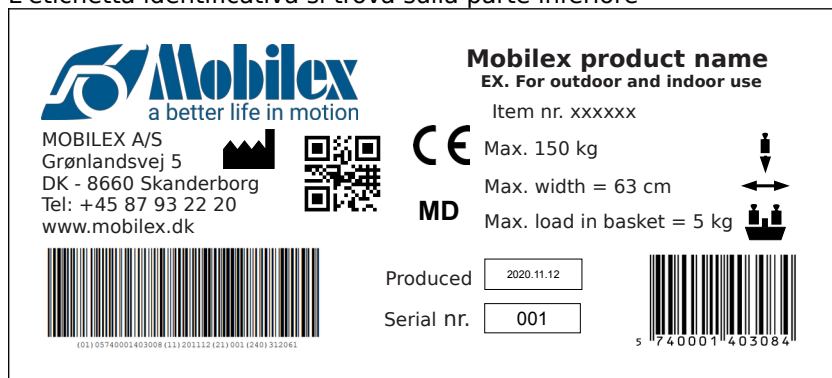 L'etichetta identificativa si trova sulla parte inferiore
Mobilex
a better life in motion
MOBILEX A/S
Grønlandsvej 5
DK - 8660 Skanderborg
Tel: +45 87 93 22 20
www.mobilex.dk
(01)05740001403008(11)201112(21)001(240)312061
Mobilex product name
EX. For outdoor and indoor use
Item nr. xxxxxx
CE
Max. 150 kg
Max. width = 63 cm
MD
Max. load in basket = 5 kg
Produced 2020.11.12
Serial nr. 001
5 740001 403084